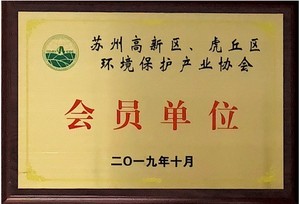 苏州高新区、虎丘区
环境保护产业协会
会员单位
二〇一九年十月